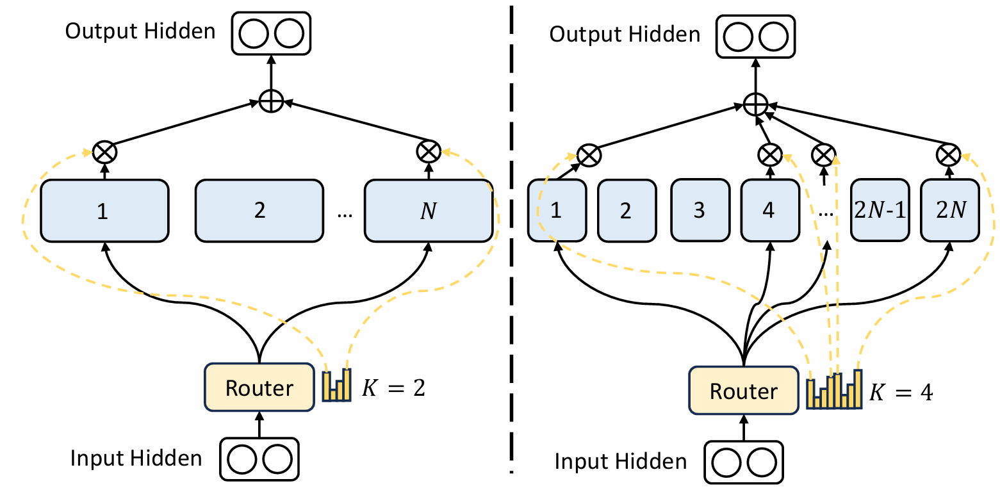 Output Hidden
1
2
...
N
Router
K = 2
Input Hidden
Output Hidden
1
2
3
4
...
2N-1
2N
Router
K = 4
Input Hidden